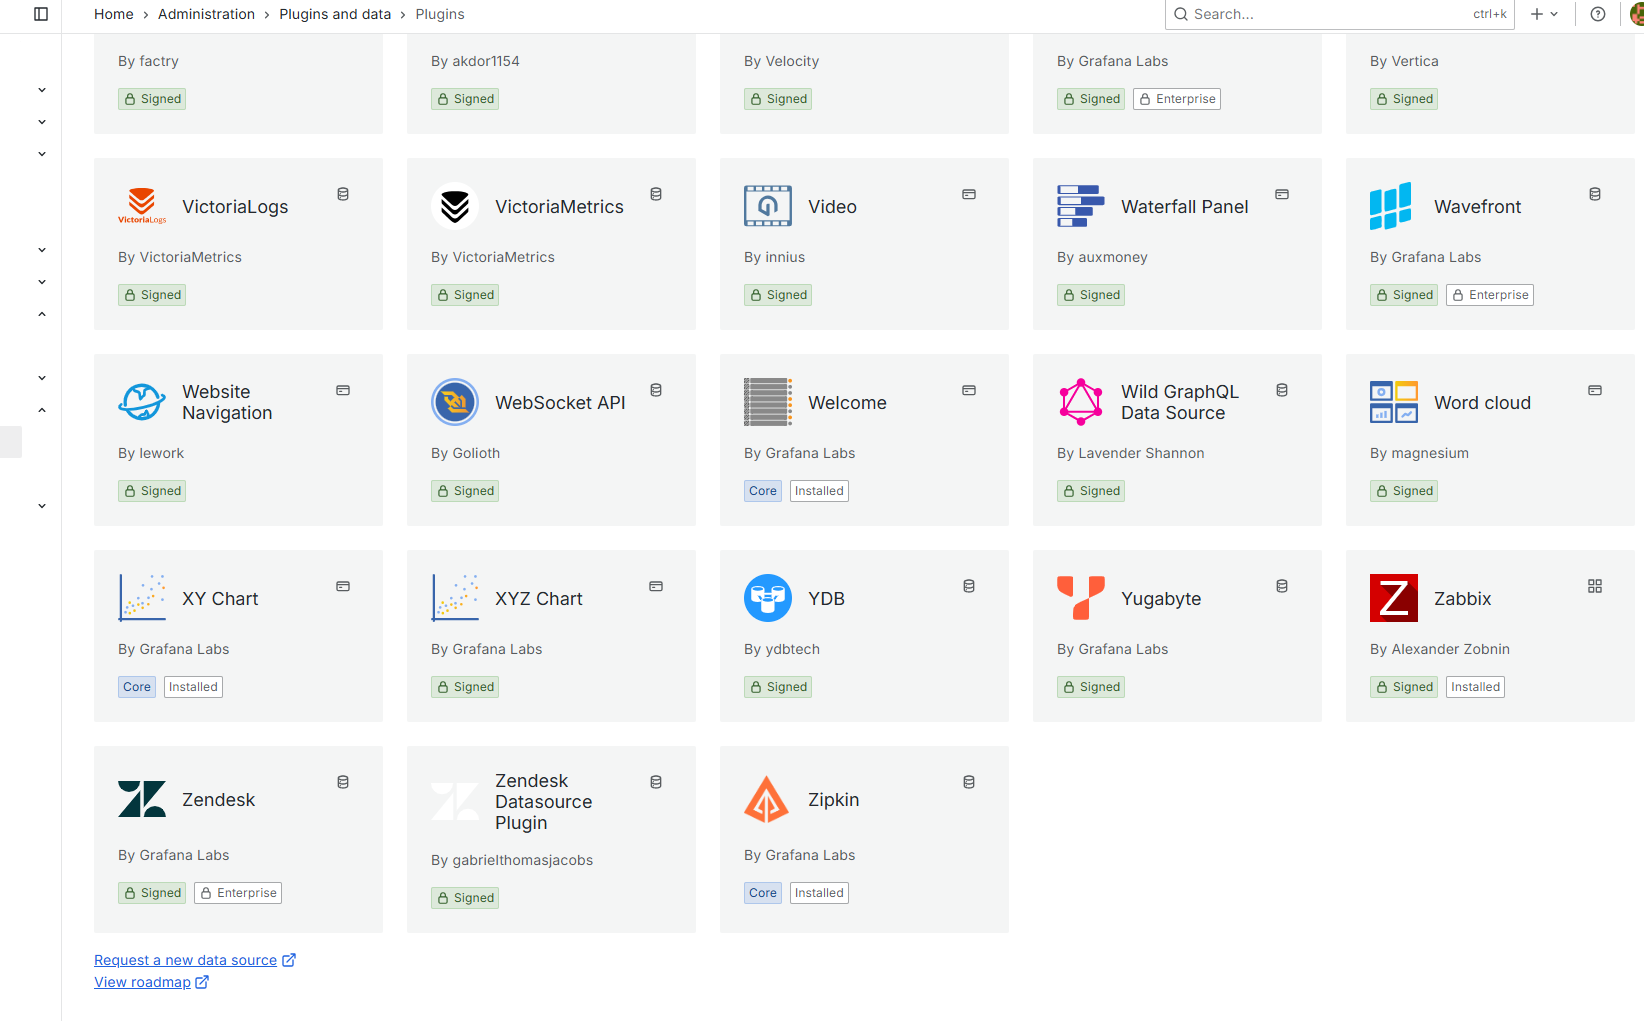 Home › Administration › Plugins and data › Plugins
Search... ctrl+k
By factry
Signed
By akdor1154
Signed
By Velocity
Signed
By Grafana Labs
Signed Enterprise
By Vertica
Signed
VictoriaLogs
VictoriaLogs
By VictoriaMetrics
Signed
VictoriaMetrics
By VictoriaMetrics
Signed
Video
By innius
Signed
Waterfall Panel
By auxmoney
Signed
Wavefront
By Grafana Labs
Signed Enterprise
Website
Navigation
By lework
Signed
WebSocket API
By Golioth
Signed
Welcome
By Grafana Labs
Core Installed
Wild GraphQL
Data Source
By Lavender Shannon
Signed
Word cloud
By magnesium
Signed
XY Chart
By Grafana Labs
Core Installed
XYZ Chart
By Grafana Labs
Signed
YDB
By ydbtech
Signed
Yugabyte
By Grafana Labs
Signed
Z
Zabbix
By Alexander Zobnin
Signed Installed
Zendesk
By Grafana Labs
Signed Enterprise
Zendesk
Datasource
Plugin
By gabrielthomasjacobs
Signed
Zipkin
By Grafana Labs
Core Installed
Request a new data source
View roadmap